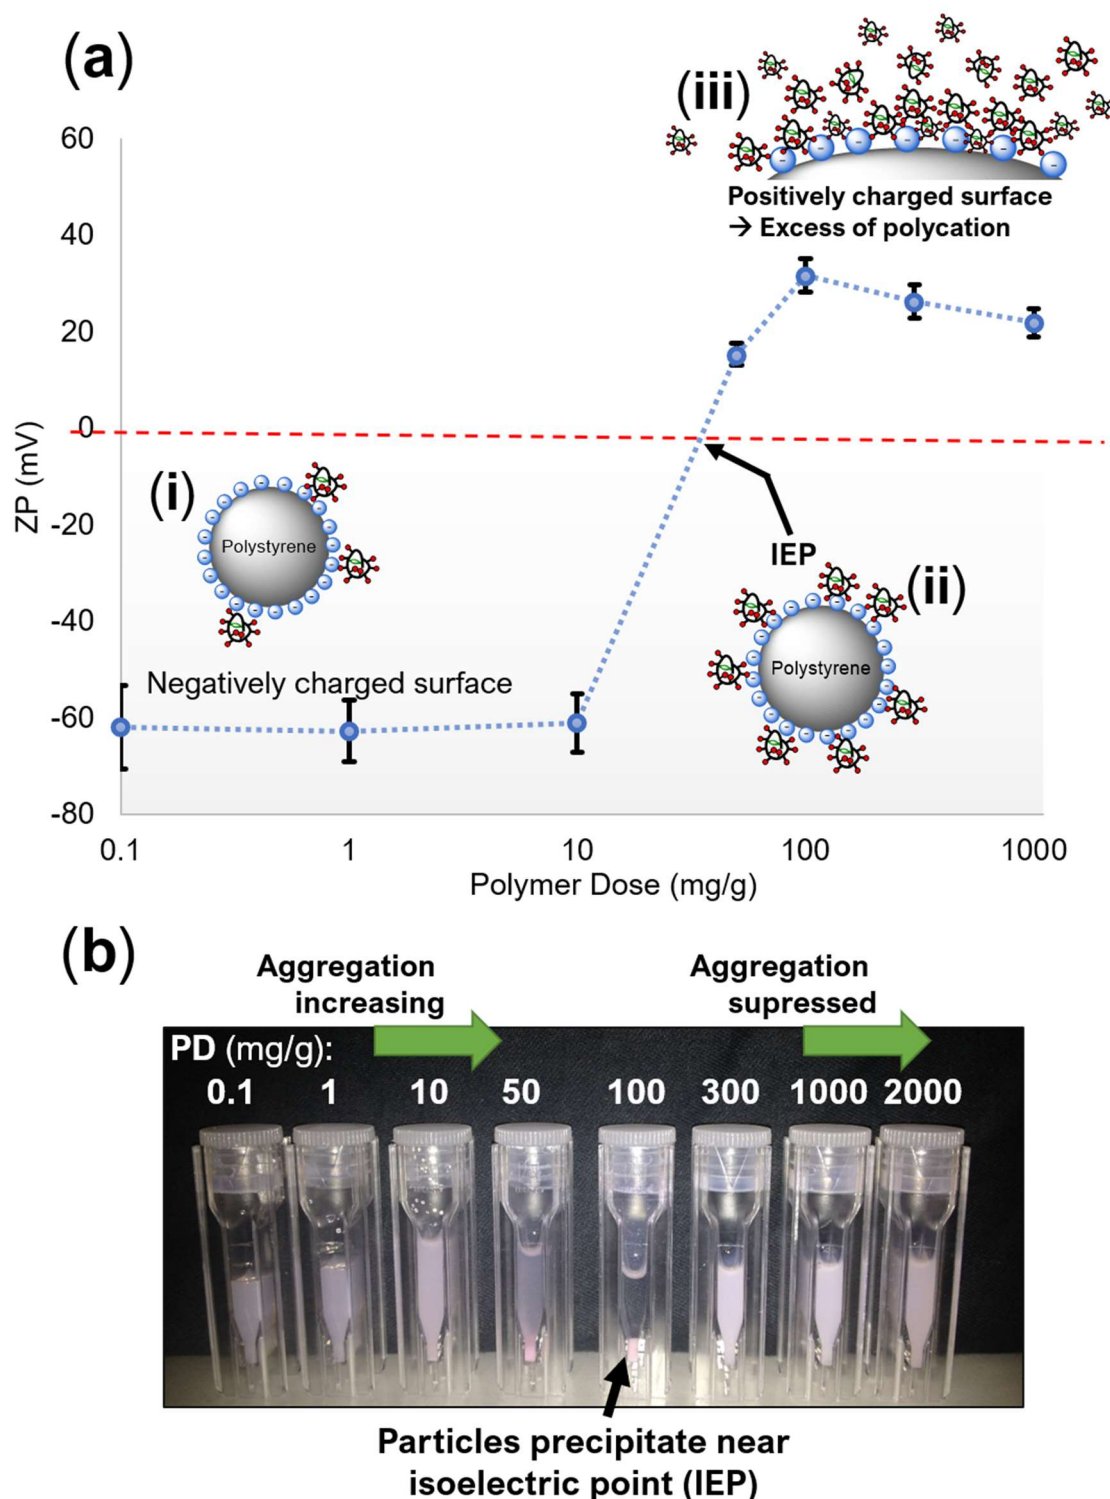 (a)
(iii)
Positively charged surface
→ Excess of polycation
60
40
20
0
-20
-40
-60
-80
ZP (mV)
(i)
Polystyrene
IEP
(ii)
Polystyrene
Negatively charged surface
0.1 1 10 100 1000
Polymer Dose (mg/g)
(b)
Aggregation
increasing
Aggregation
supressed
PD (mg/g):
0.1 1 10 50 100 300 1000 2000
Particles precipitate near
isoelectric point (IEP)